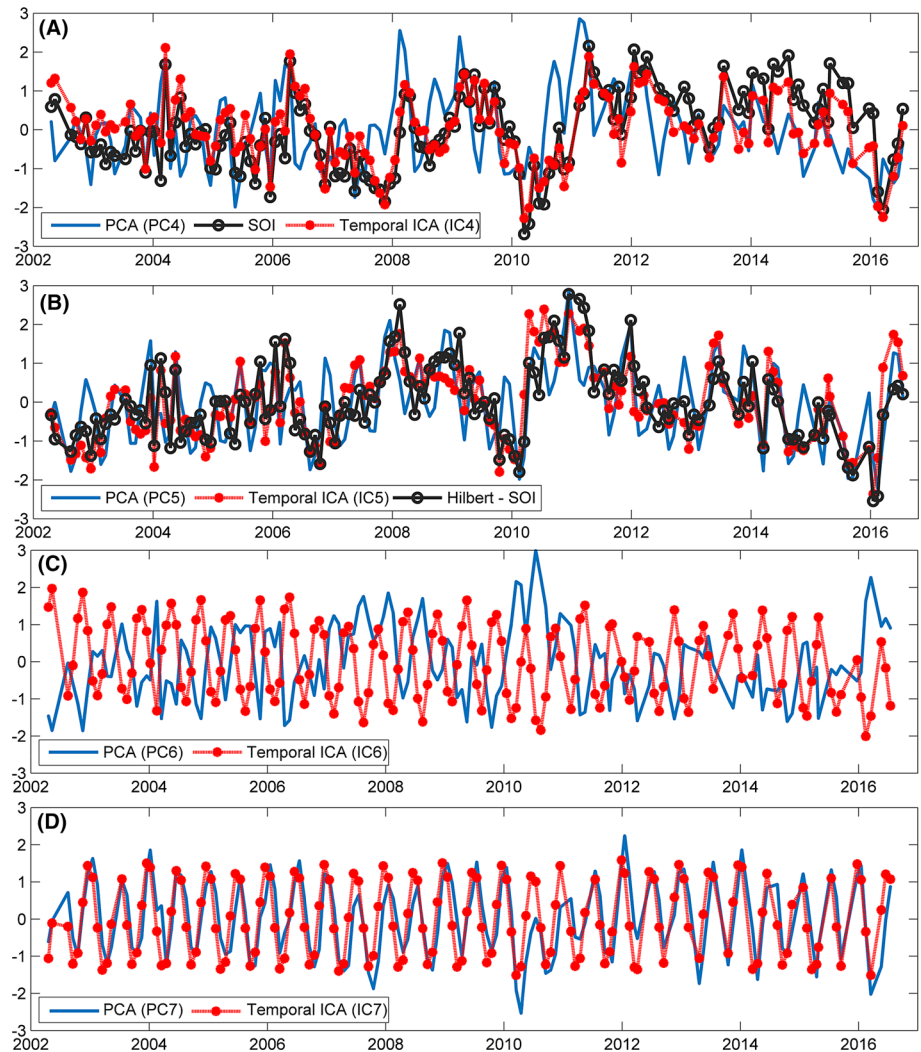 (A)
3
2
1
0
-1
-2
-3
PCA (PC4) SOI Temporal ICA (IC4)
2002 2004 2006 2008 2010 2012 2014 2016
(B)
3
2
1
0
-1
-2
-3
PCA (PC5) Temporal ICA (IC5) Hilbert - SOI
2002 2004 2006 2008 2010 2012 2014 2016
(C)
3
2
1
0
-1
-2
-3
PCA (PC6) Temporal ICA (IC6)
2002 2004 2006 2008 2010 2012 2014 2016
(D)
3
2
1
0
-1
-2
-3
PCA (PC7) Temporal ICA (IC7)
2002 2004 2006 2008 2010 2012 2014 2016